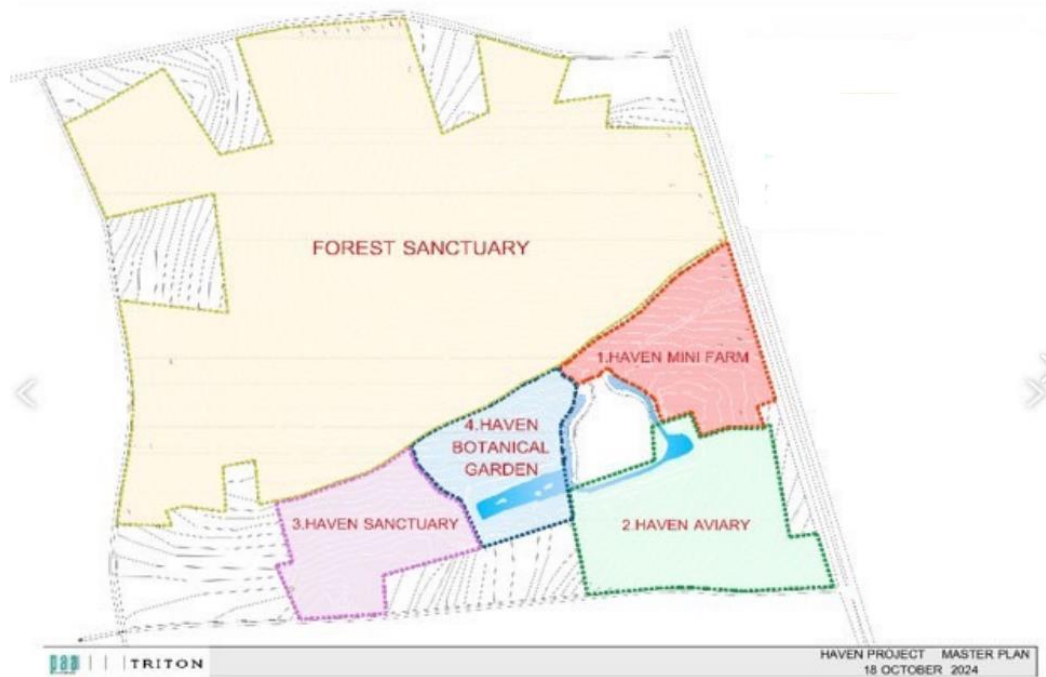 FOREST SANCTUARY
1.HAVEN MINI FARM
4.HAVEN
BOTANICAL
GARDEN
3.HAVEN SANCTUARY
2.HAVEN AVIARY
TRITON
HAVEN PROJECT MASTER PLAN
18 OCTOBER 2024